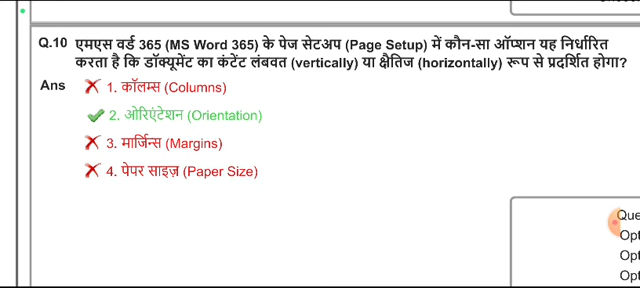 Q.10 एमएस वर्ड 365 (MS Word 365) के पेज सेटअप (Page Setup) में कौन-सा ऑप्शन यह निर्धारित
करता है कि डॉक्यूमेंट का कंटेंट लंबवत (vertically) या क्षैतिज (horizontally) रूप से प्रदर्शित होगा?
Ans 1. कॉलम्स (Columns)
2. ओरिएंटेशन (Orientation)
3. मार्जिन्स (Margins)
4. पेपर साइज़ (Paper Size)
Que
Opt
Opt
Opt